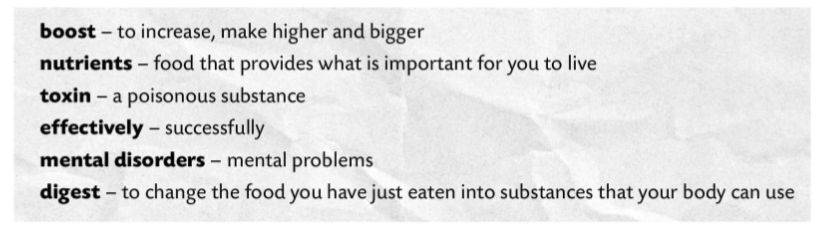 boost – to increase, make higher and bigger
nutrients – food that provides what is important for you to live
toxin – a poisonous substance
effectively – successfully
mental disorders – mental problems
digest – to change the food you have just eaten into substances that your body can use